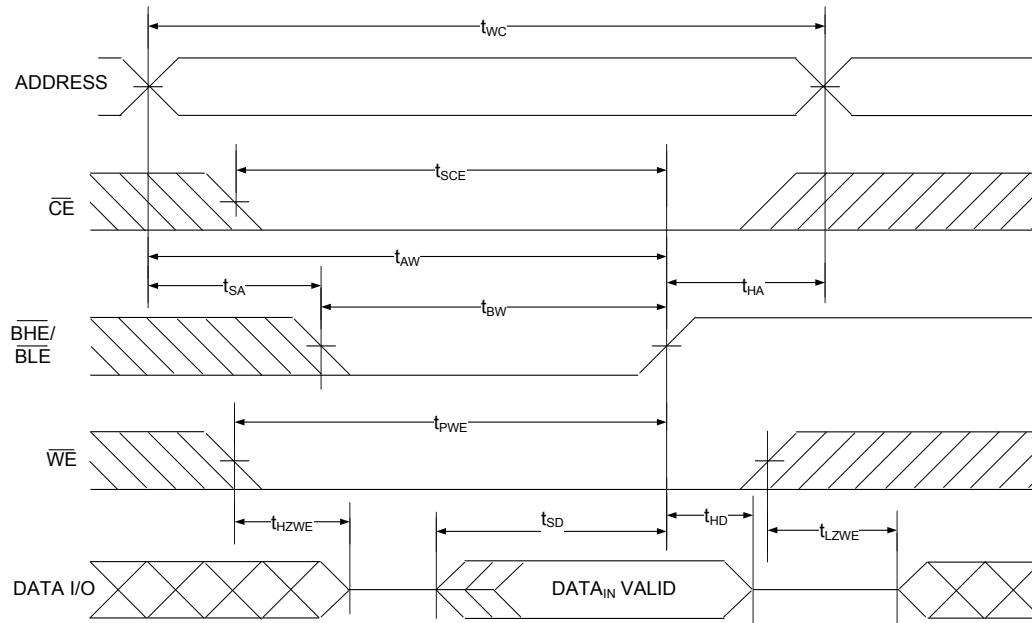 tWC
ADDRESS
tSCE
CE
tAW
tSA
tHA
tBW
BHE/
BLE
tPWE
WE
tHZWE
tSD
tHD
tLZWE
DATA I/O
DATAIN VALID